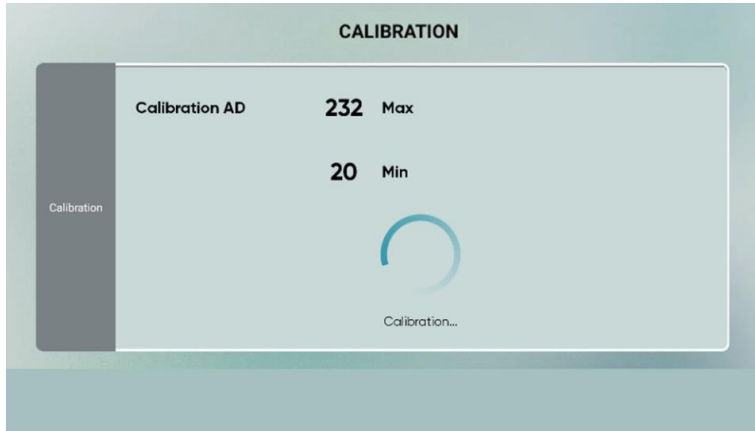 CALIBRATION
Calibration AD 232 Max
20 Min
Calibration
Calibration...